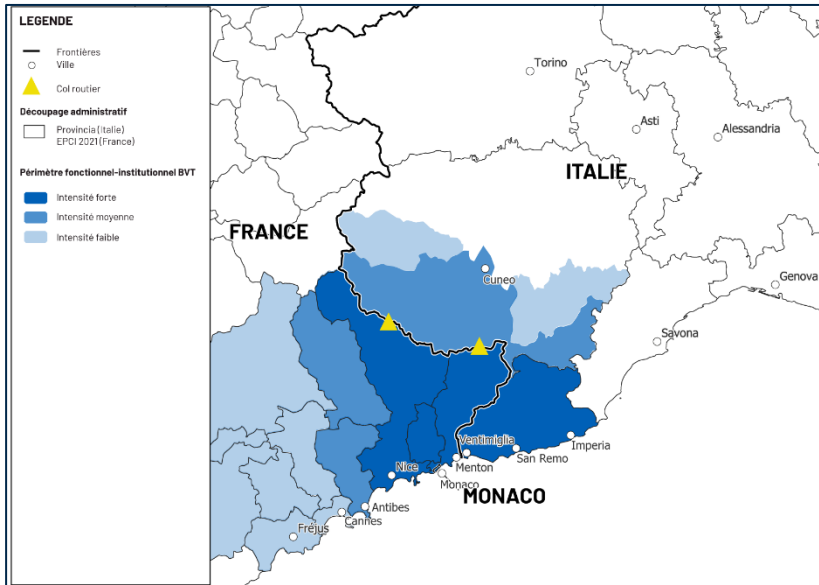 LEGENDE
Frontières
Ville
Col routier
Découpage administratif
Provincia (Italie)
EPCI 2021 (France)
Périmètre fonctionnel-institutionnel BVT
Intensité forte
Intensité moyenne
Intensité faible
Torino
Asti
Alessandria
ITALIE
FRANCE
Cuneo
Genova
Savona
Ventimiglia
Imperia
San Remo
Menton
Nice
Monaco
MONACO
Antibes
Cannes
Fréjus